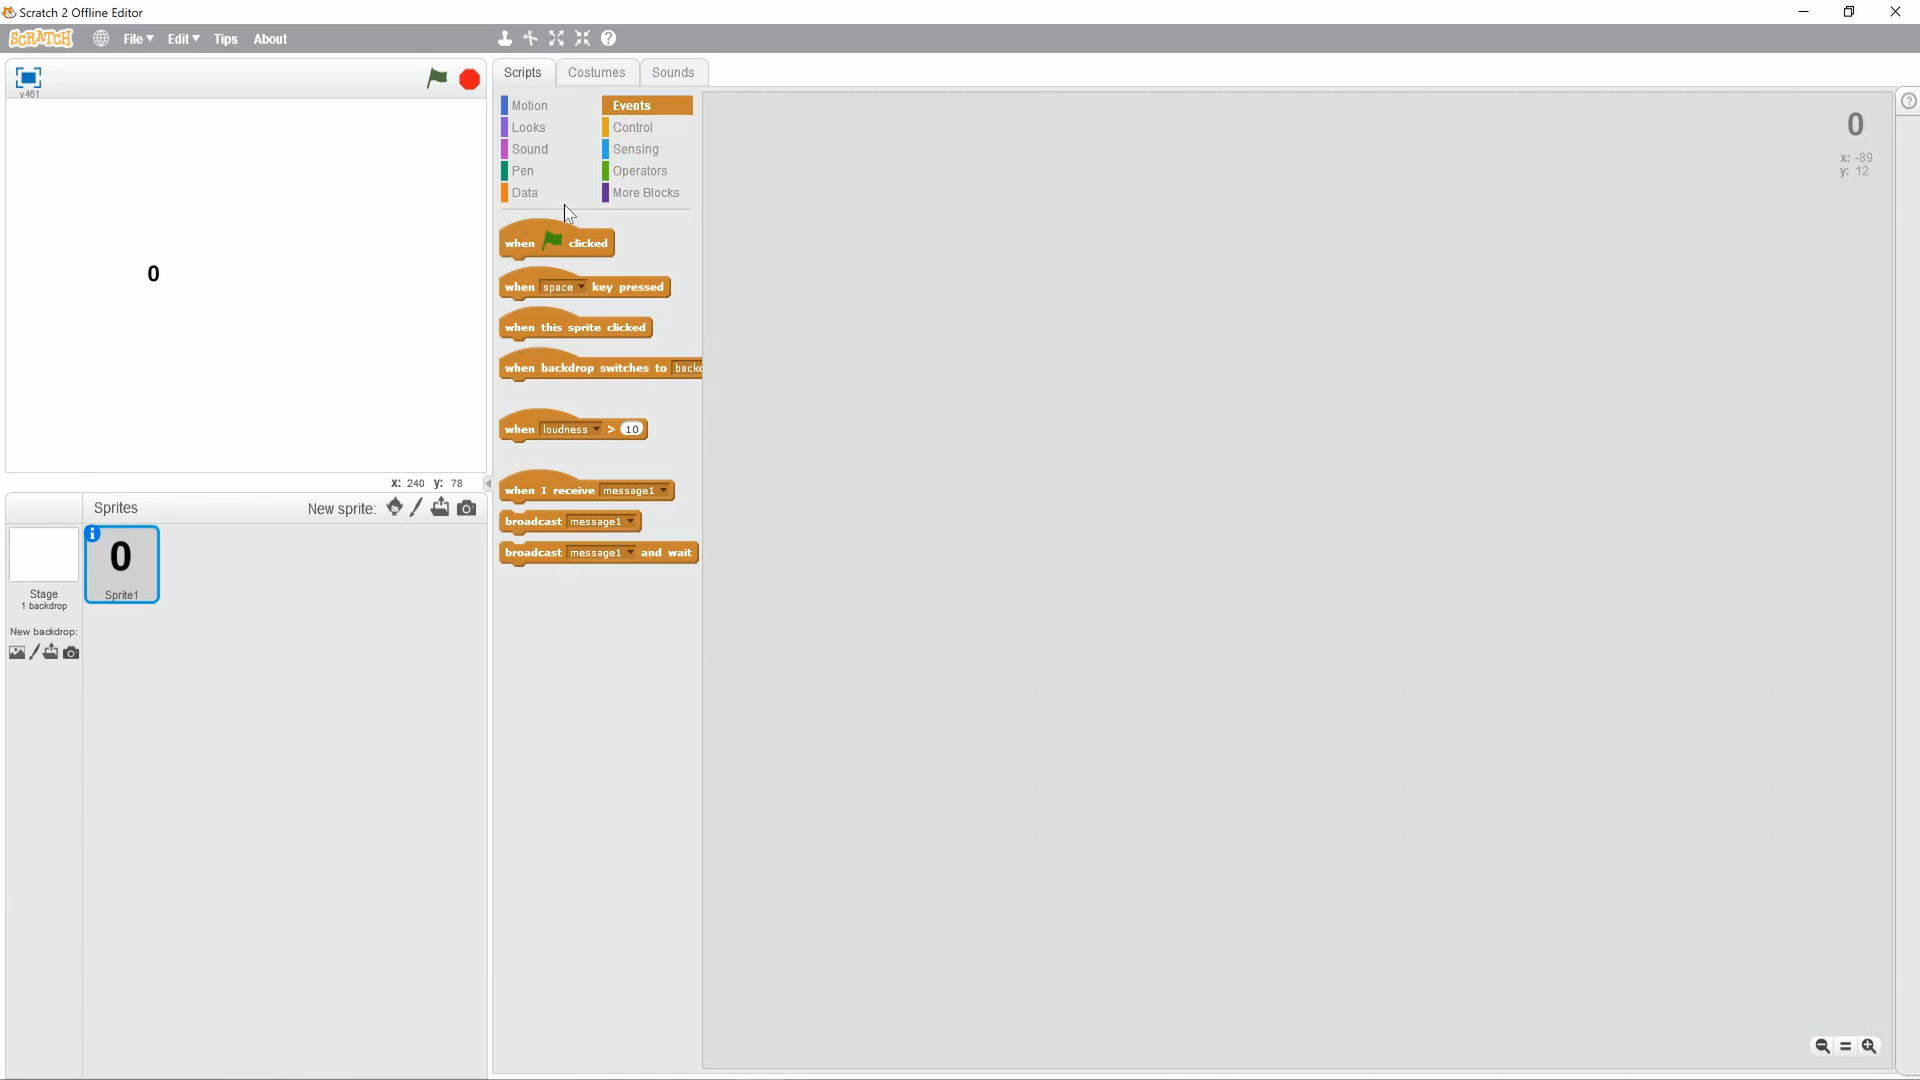 Scratch 2 Offline Editor
SCRATCH File Edit Tips About
v461
Scripts Costumes Sounds
Motion Events
Looks Control
Sound Sensing
Pen Operators
Data More Blocks
when clicked
when space key pressed
when this sprite clicked
when backdrop switches to
when loudness > 10
when I receive message1
broadcast message1
broadcast message1 and wait
0
x: 240 y: 78
Sprites New sprite:
0
Sprite1
Stage
1 backdrop
New backdrop:
0
x: -89
y: 12